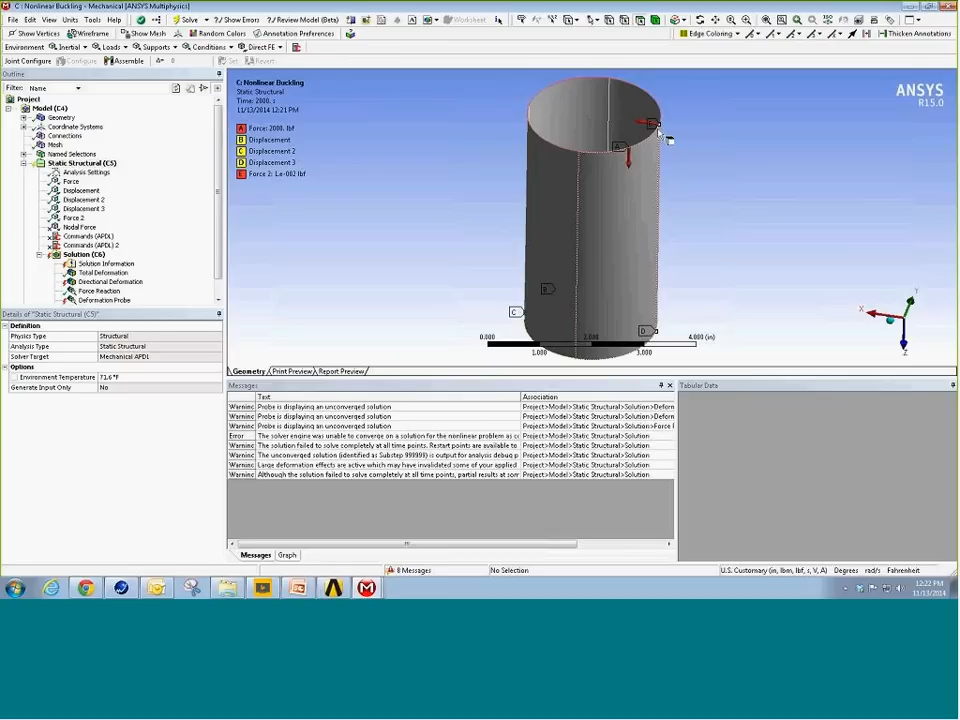 C : Nonlinear Buckling - Mechanical [ANSYS Multiphysics]
File Edit View Units Tools Help Solve ?/ Show Errors ?/ Review Model (Beta) Worksheet
Show Vertices Wireframe Show Mesh Random Colors Annotation Preferences Edge Coloring Thicken Annotations
Environment Inertial Loads Supports Conditions Direct FE
Joint Configure Configure Assemble Δ= 0 Set Revert
Outline
Filter: Name
Project
Model (C4)
Geometry
Coordinate Systems
Connections
Mesh
Named Selections
Static Structural (C5)
Analysis Settings
Force
Displacement
Displacement 2
Displacement 3
Force 2
Nodal Force
Commands (APDL)
Commands (APDL) 2
Solution (C6)
Solution Information
Total Deformation
Directional Deformation
Force Reaction
Deformation Probe
Details of "Static Structural (C5)"
Definition
Physics Type Structural
Analysis Type Static Structural
Solver Target Mechanical APDL
Options
Environment Temperature 71.6 °F
Generate Input Only No
C: Nonlinear Buckling
Static Structural
Time: 2000. s
11/13/2014 12:21 PM
A Force: 2000. lbf
B Displacement
C Displacement 2
D Displacement 3
E Force 2: 1.e-002 lbf
ANSYS
R15.0
A
B
C
D
0.000 2.000 4.000 (in)
1.000 3.000
X
Y
Z
Geometry Print Preview Report Preview
Messages
Text Association
Warninc Probe is displaying an unconverged solution Project>Model>Static Structural>Solution>Deforn
Warninc Probe is displaying an unconverged solution Project>Model>Static Structural>Solution>Deforn
Warninc Probe is displaying an unconverged solution Project>Model>Static Structural>Solution>Force F
Error The solver engine was unable to converge on a solution for the nonlinear problem as c Project>Model>Static Structural>Solution
Warninc The solution failed to solve completely at all time points. Restart points are available to Project>Model>Static Structural>Solution
Warninc The unconverged solution (identified as Substep 999999) is output for analysis debug p Project>Model>Static Structural>Solution
Warninc Large deformation effects are active which may have invalidated some of your applied Project>Model>Static Structural>Solution
Warninc Although the solution failed to solve completely at all time points, partial results at som Project>Model>Static Structural>Solution
Messages Graph
Tabular Data
8 Messages No Selection U.S. Customary (in, lbm, lbf, s, V, A) Degrees rad/s Fahrenheit
12:22 PM
11/13/2014